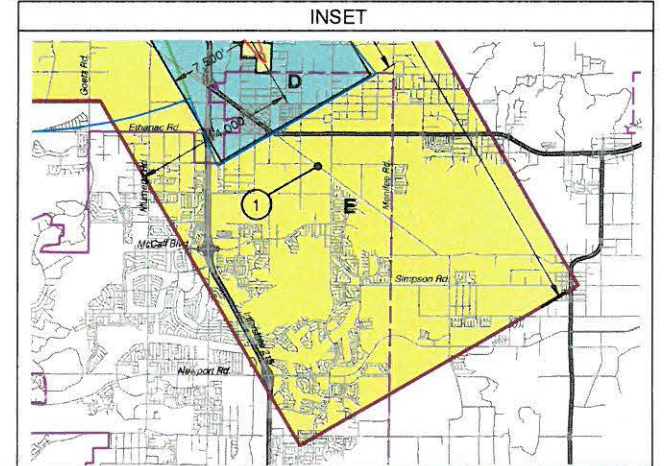 INSET
Goetz Rd.
7,500'
D
Ethanac Rd.
14,000'
Murrieta Rd.
1
E
Menifee Rd.
McCall Blvd.
Simpson Rd.
Newport Rd.